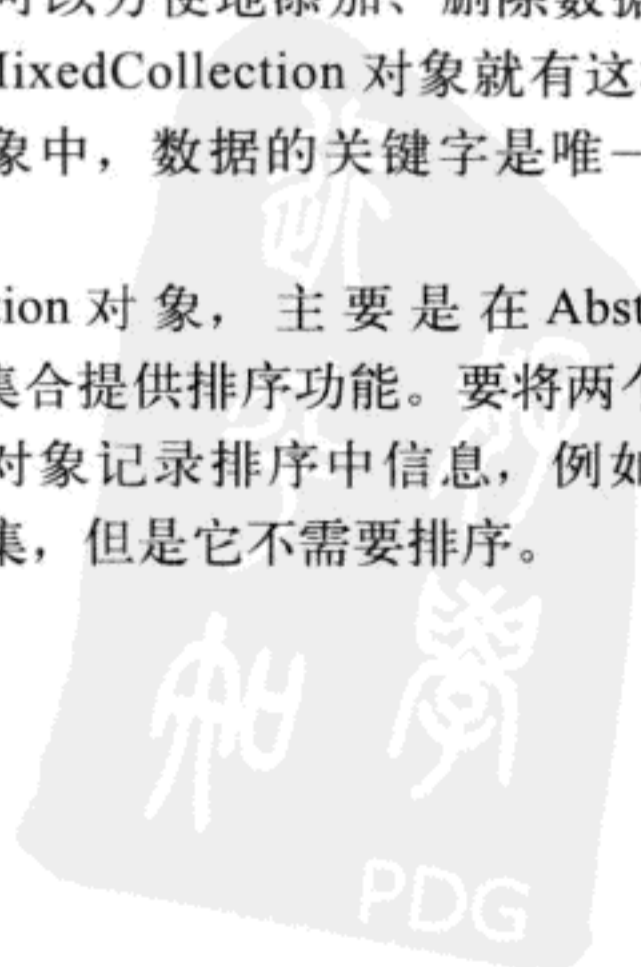 可以方便地添加、删除数据
MixedCollection 对象就有这
象中，数据的关键字是唯一
tion 对象，主要是在 Abst
集合提供排序功能。要将两个
对象记录排序中信息，例如
集，但是它不需要排序。
PDG